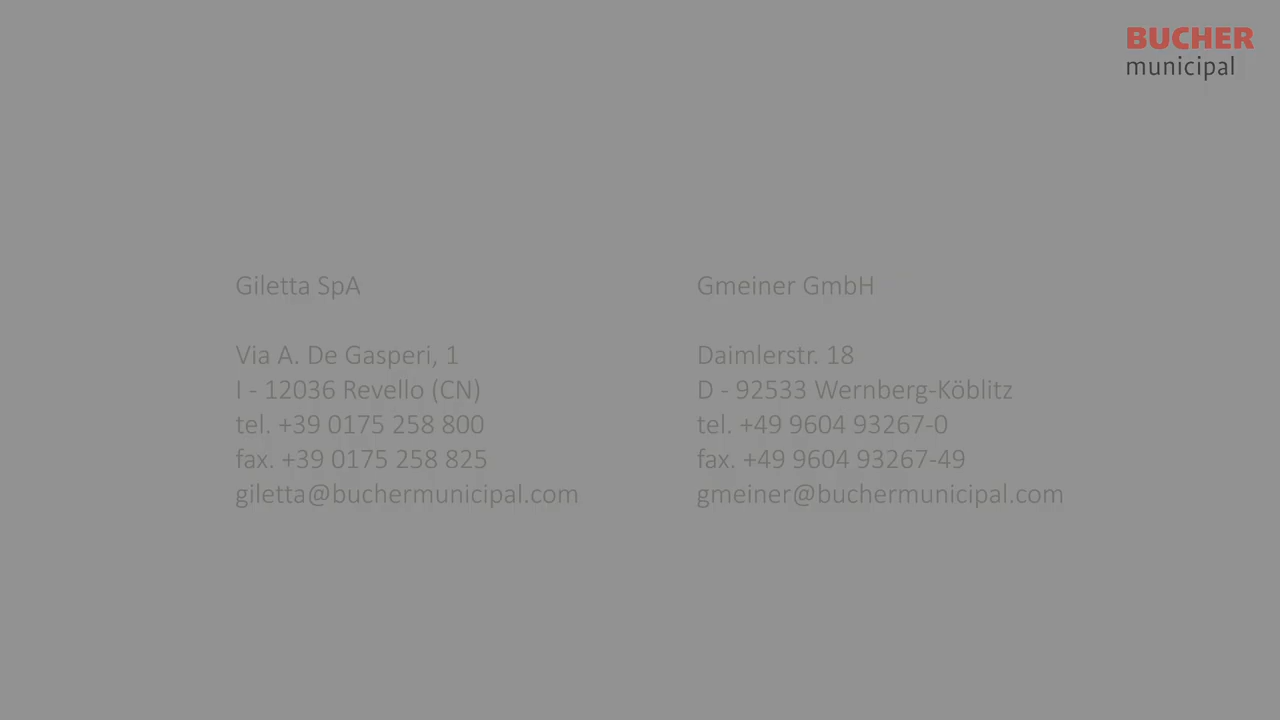 BUCHER
municipal
Giletta SpA
Via A. De Gasperi, 1
I - 12036 Revello (CN)
tel. +39 0175 258 800
fax. +39 0175 258 825
giletta@buchermunicipal.com
Gmeiner GmbH
Daimlerstr. 18
D - 92533 Wernberg-Köblitz
tel. +49 9604 93267-0
fax. +49 9604 93267-49
gmeiner@buchermunicipal.com